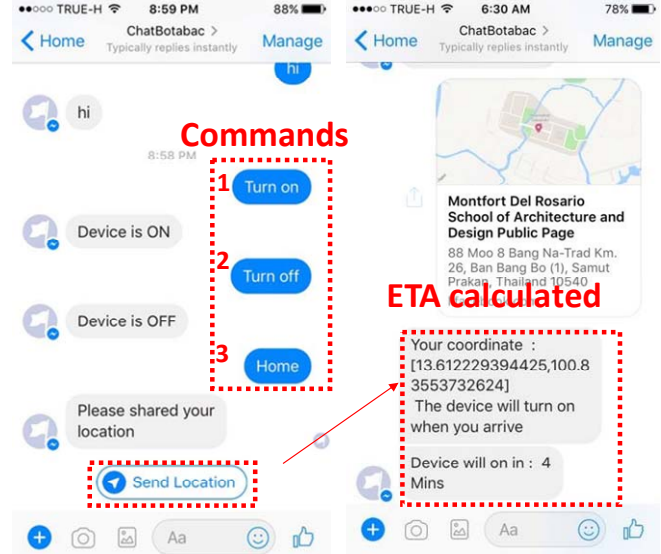 TRUE-H 8:59 PM 88%
Home ChatBotabac > Manage
Typically replies instantly
hi
hi
Commands
8:58 PM
1 Turn on
Device is ON
2 Turn off
Device is OFF
3 Home
Please shared your
location
Send Location
Aa
TRUE-H 6:30 AM 78%
Home ChatBotabac > Manage
Typically replies instantly
Montfort Del Rosario
School of Architecture and
Design Public Page
88 Moo 8 Bang Na-Trad Km.
26, Ban Bang Bo (1), Samut
Prakan, Thailand 10540
ETA calculated
Your coordinate :
[13.612229394425,100.8
3553732624]
The device will turn on
when you arrive
Device will on in : 4
Mins
Aa